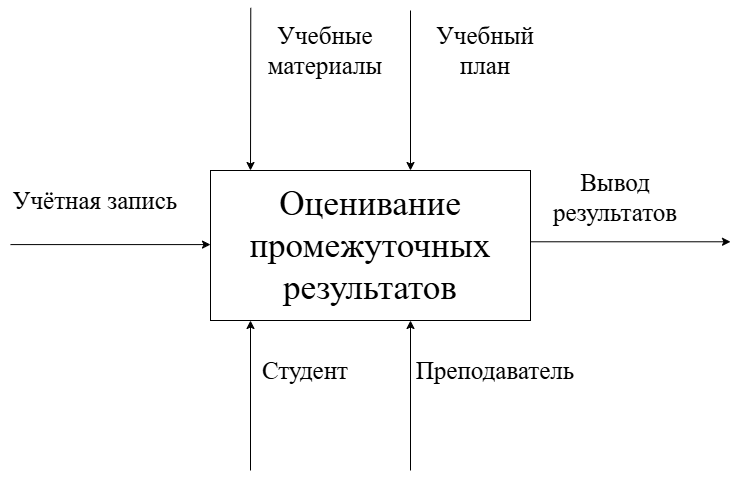 Учебные
материалы
Учебный
план
Учётная запись
Оценивание
промежуточных
результатов
Вывод
результатов
Студент
Преподаватель